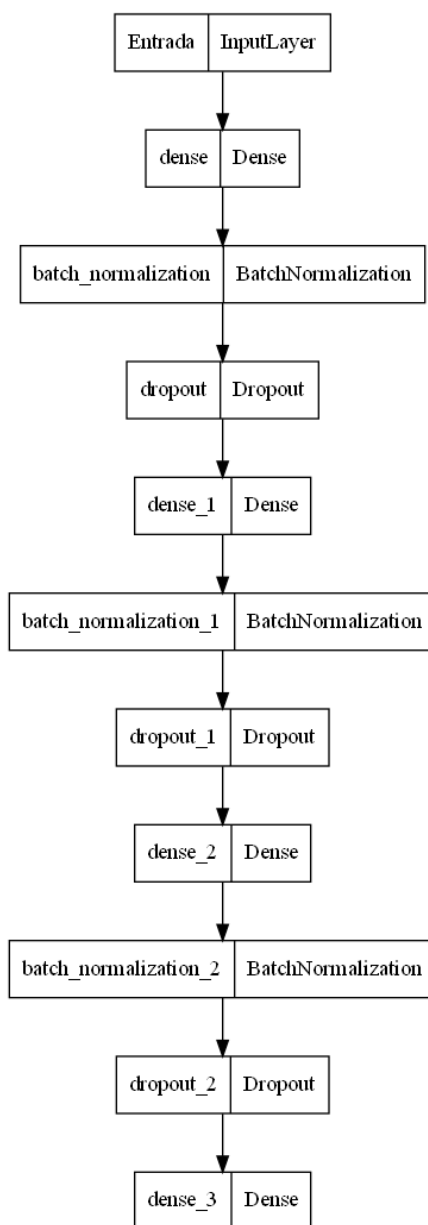 Entrada InputLayer
dense Dense
batch_normalization BatchNormalization
dropout Dropout
dense_1 Dense
batch_normalization_1 BatchNormalization
dropout_1 Dropout
dense_2 Dense
batch_normalization_2 BatchNormalization
dropout_2 Dropout
dense_3 Dense